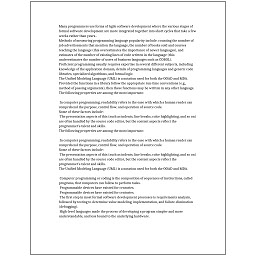 Many programmers use forms of Agile software development where the various stages of
formal software development are more integrated together into short cycles that take a few
weeks rather than years.
Methods of measuring programming language popularity include: counting the number of
job advertisements that mention the language, the number of books sold and courses
teaching the language (this overestimates the importance of newer languages), and
estimates of the number of existing lines of code written in the language (this
underestimates the number of users of business languages such as COBOL).
Proficient programming usually requires expertise in several different subjects, including
knowledge of the application domain, details of programming languages and generic code
libraries, specialized algorithms, and formal logic.
The Unified Modeling Language (UML) is a notation used for both the OOAD and MDA.
Provided the functions in a library follow the appropriate run-time conventions (e.g.,
method of passing arguments), then these functions may be written in any other language.
The following properties are among the most important:

In computer programming, readability refers to the ease with which a human reader can
comprehend the purpose, control flow, and operation of source code.
Some of these factors include:
The presentation aspects of this (such as indents, line breaks, color highlighting, and so on)
are often handled by the source code editor, but the content aspects reflect the
programmer's talent and skills.
The following properties are among the most important:

In computer programming, readability refers to the ease with which a human reader can
comprehend the purpose, control flow, and operation of source code.
Some of these factors include:
The presentation aspects of this (such as indents, line breaks, color highlighting, and so on)
are often handled by the source code editor, but the content aspects reflect the
programmer's talent and skills.
The Unified Modeling Language (UML) is a notation used for both the OOAD and MDA.

Computer programming or coding is the composition of sequences of instructions, called
programs, that computers can follow to perform tasks.
Programmable devices have existed for centuries.
Programmable devices have existed for centuries.
The first step in most formal software development processes is requirements analysis,
followed by testing to determine value modeling, implementation, and failure elimination
(debugging).
High-level languages made the process of developing a program simpler and more
understandable, and less bound to the underlying hardware.